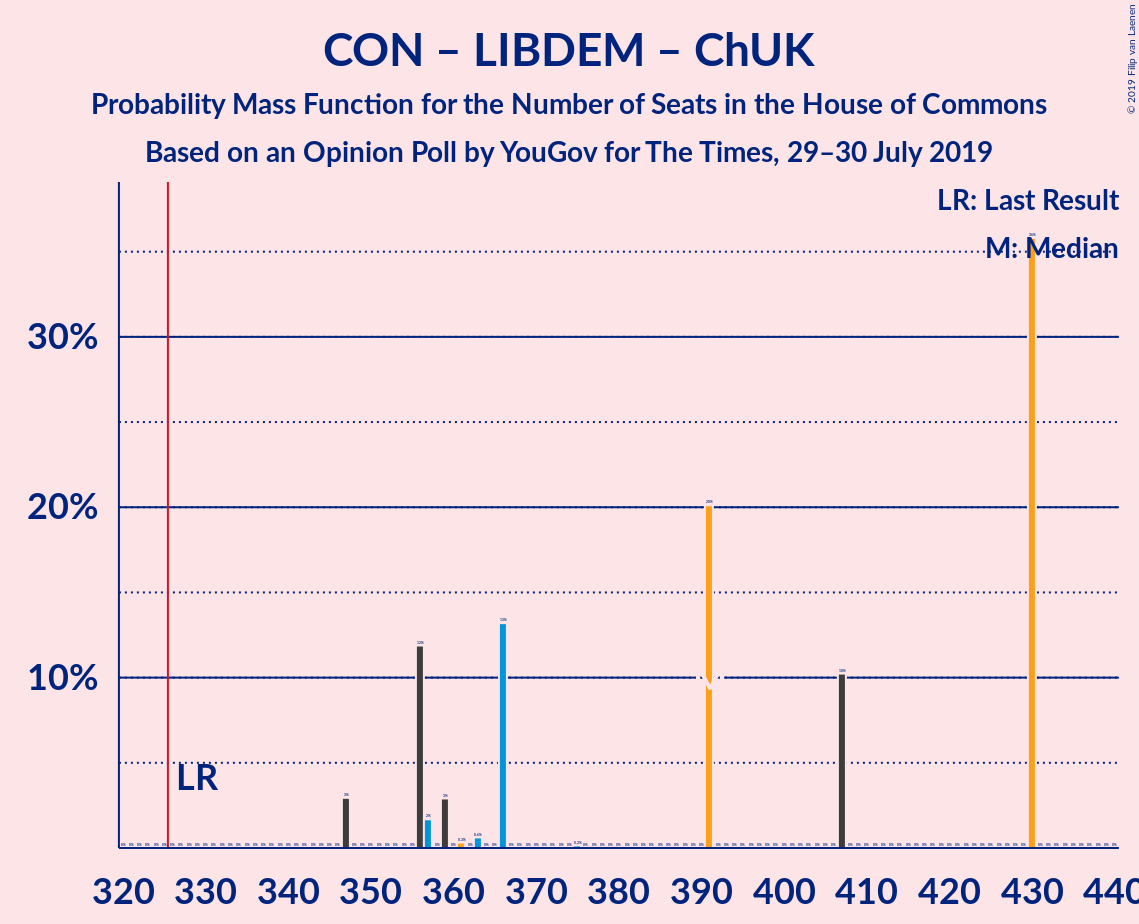 CON – LIBDEM – ChUK
Probability Mass Function for the Number of Seats in the House of Commons
Based on an Opinion Poll by YouGov for The Times, 29–30 July 2019
© 2019 Filip van Laenen
LR: Last Result
M: Median
30%
20%
10%
LR
320 330 340 350 360 370 380 390 400 410 420 430 440